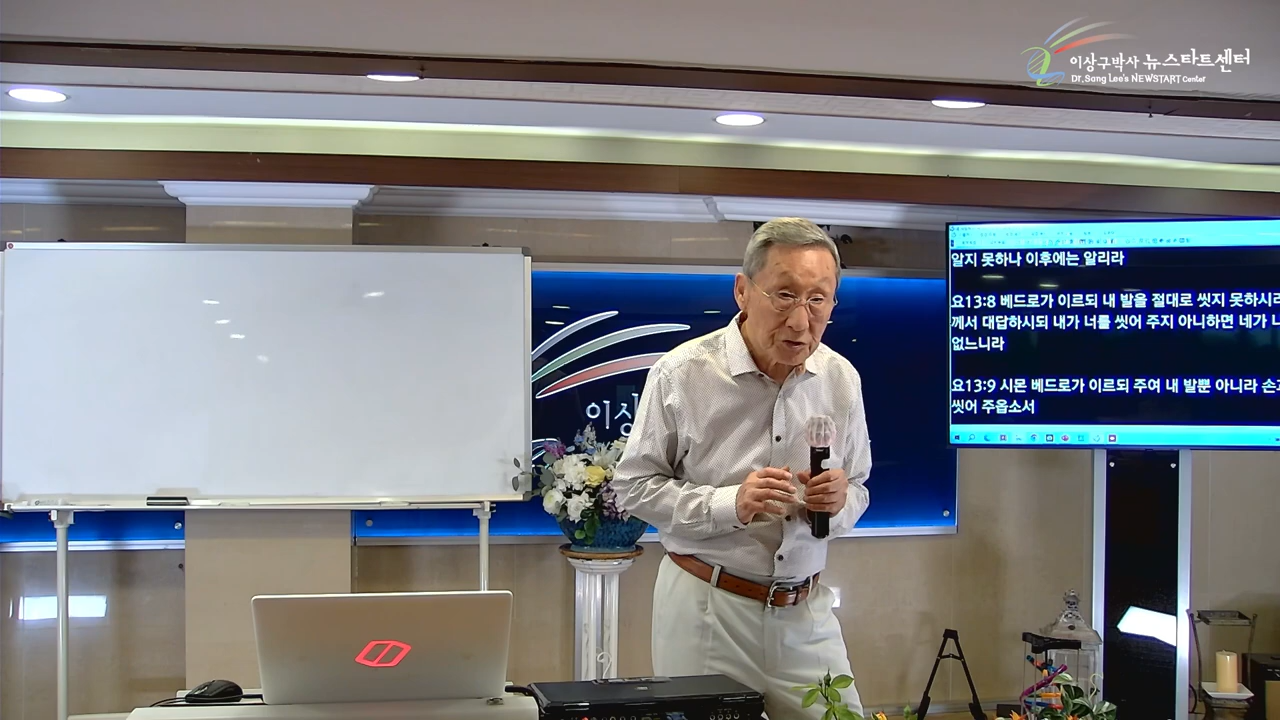 이상구박사 뉴스타트센터
Dr. Sang Lee's NEWSTART Center
알지 못하나 이후에는 알리라
요13:8 베드로가 이르되 내 발을 절대로 씻지 못하시리
께서 대답하시되 내가 너를 씻어 주지 아니하면 네가
없느니라
요13:9 시몬 베드로가 이르되 주여 내 발뿐 아니라 손
씻어 주옵소서
이상